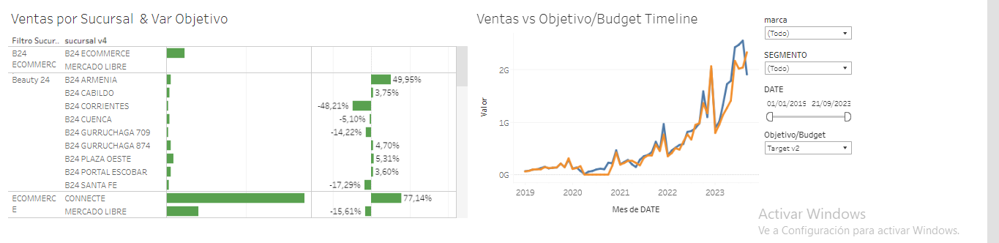 Ventas por Sucursal & Var Objetivo
Filtro Sucur.. sucursal v4
B24 ECOMMERC
B24 ECOMMERCE
MERCADO LIBRE
Beauty 24
B24 ARMENIA 49,95%
B24 CABILDO 3,75%
B24 CORRIENTES -48,21%
B24 CUENCA -5,10%
B24 GURRUCHAGA 709 -14,22%
B24 GURRUCHAGA 874 4,70%
B24 PLAZA OESTE 5,31%
B24 PORTAL ESCOBAR 3,60%
B24 SANTA FE -17,29%
ECOMMERC
E
CONNECTE 77,14%
MERCADO LIBRE -15,61%
Ventas vs Objetivo/Budget Timeline
Valor
2G
1G
0G
2019 2020 2021 2022 2023
Mes de DATE
marca
(Todo)
SEGMENTO
(Todo)
DATE
01/01/2019 21/09/2023
Objetivo/Budget
Target v2
Activar Windows
Ve a Configuración para activar Windows.